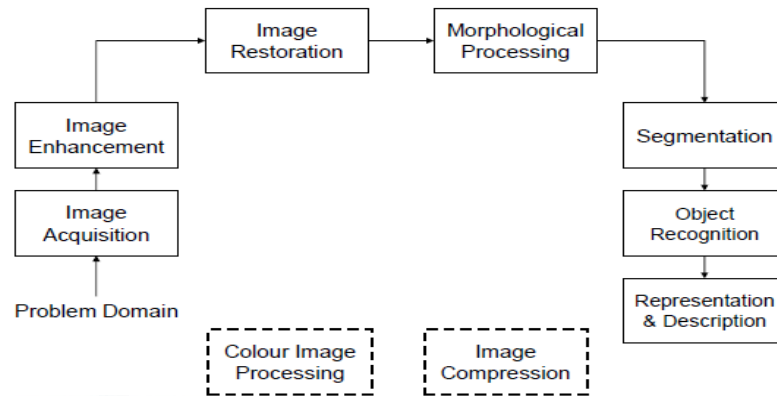 Image
Restoration
Morphological
Processing
Image
Enhancement
Segmentation
Image
Acquisition
Object
Recognition
Problem Domain
Representation
& Description
Colour Image
Processing
Image
Compression